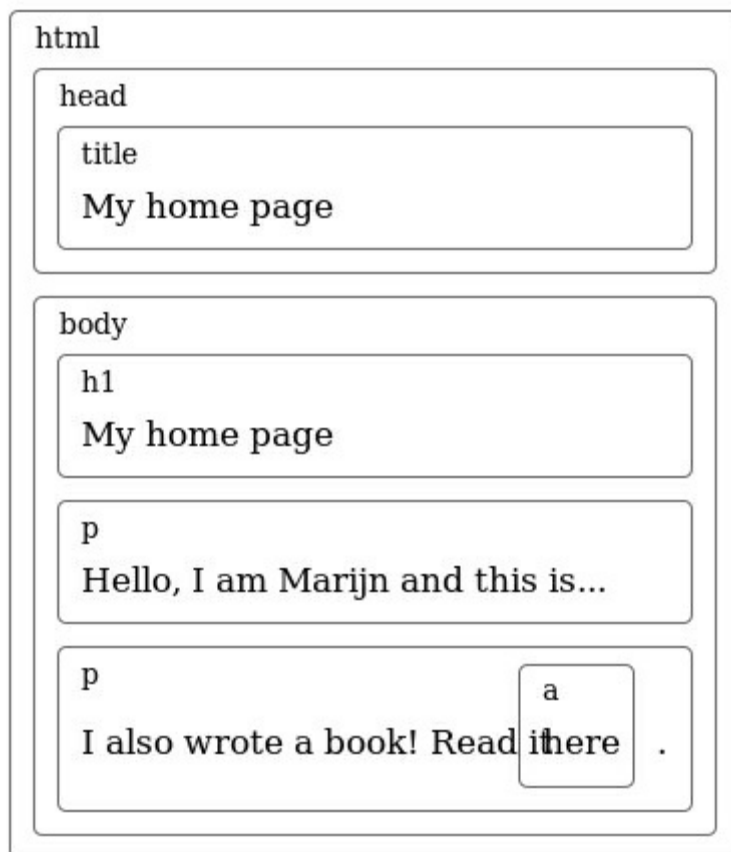 html
head
title
My home page
body
h1
My home page
p
Hello, I am Marijn and this is...
p
a
I also wrote a book! Read it here .